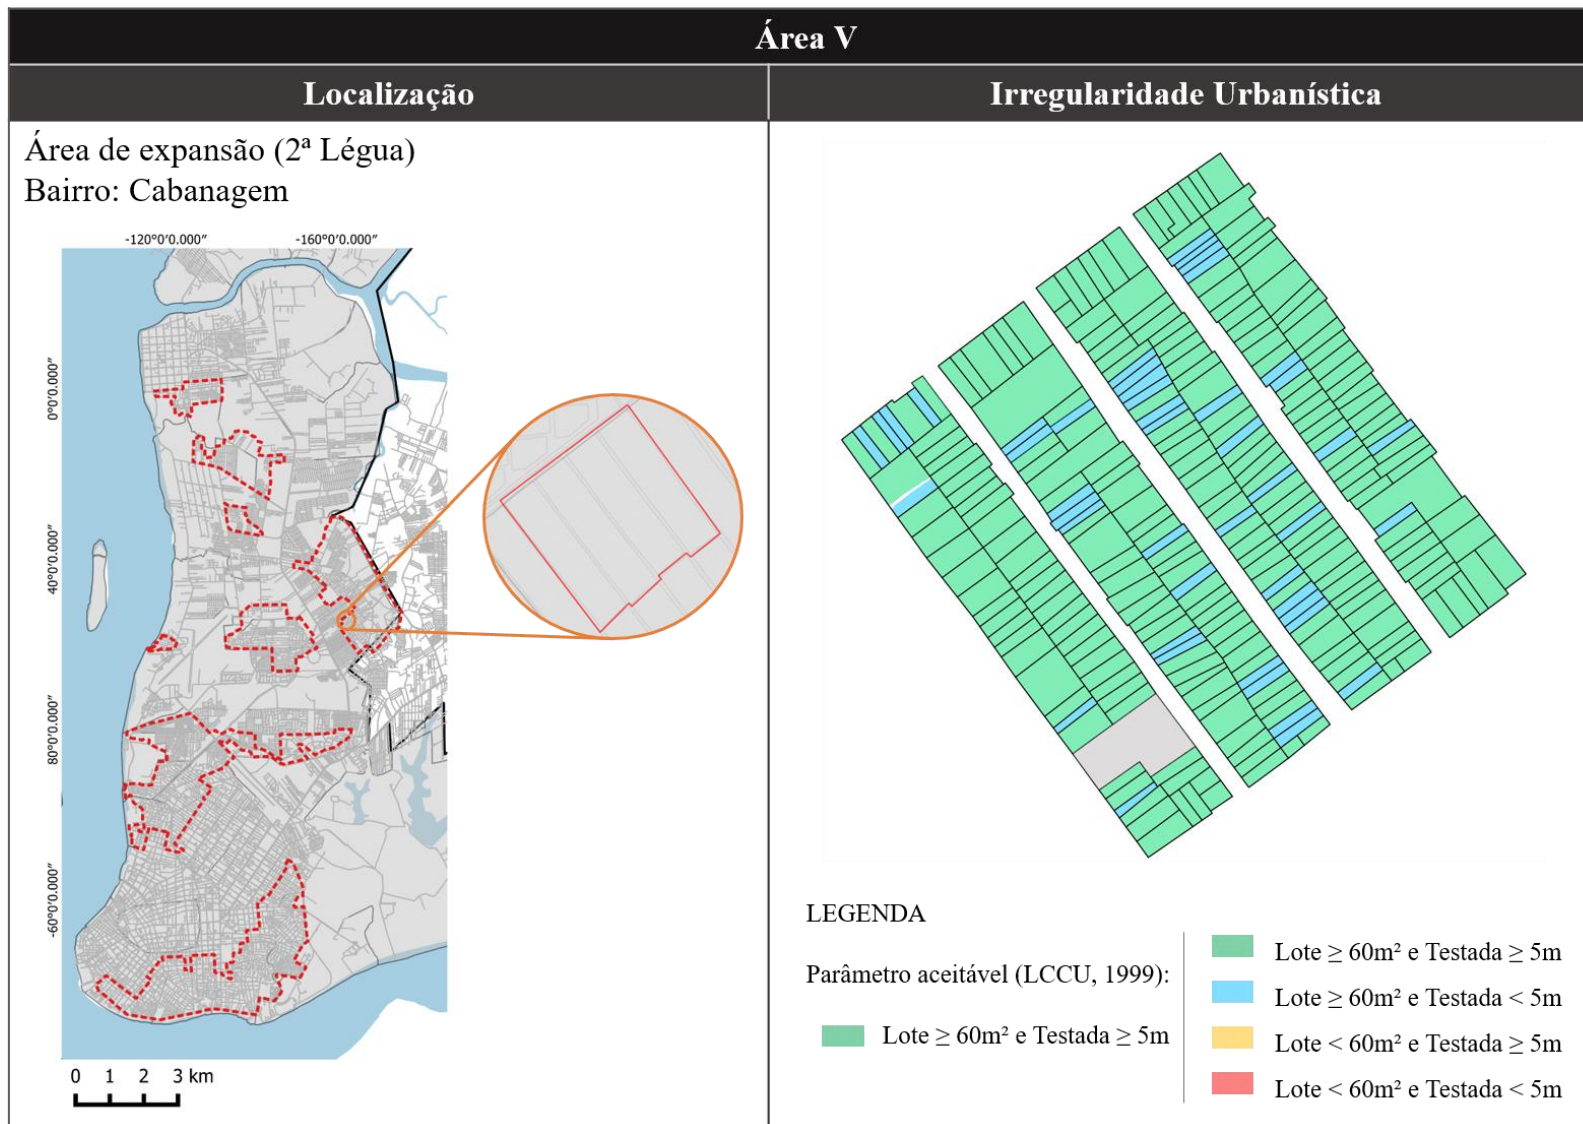 Área V
Localização
Irregularidade Urbanística
Área de expansão (2ª Légua)
Bairro: Cabanagem
-120°0'0.000"
-160°0'0.000"
0°0'0.000"
40°0'0.000"
80°0'0.000"
-60°0'0.000"
0 1 2 3 km
LEGENDA
Parâmetro aceitável (LCCU, 1999):
Lote ≥ 60m² e Testada ≥ 5m
Lote ≥ 60m² e Testada ≥ 5m
Lote ≥ 60m² e Testada < 5m
Lote < 60m² e Testada ≥ 5m
Lote < 60m² e Testada < 5m